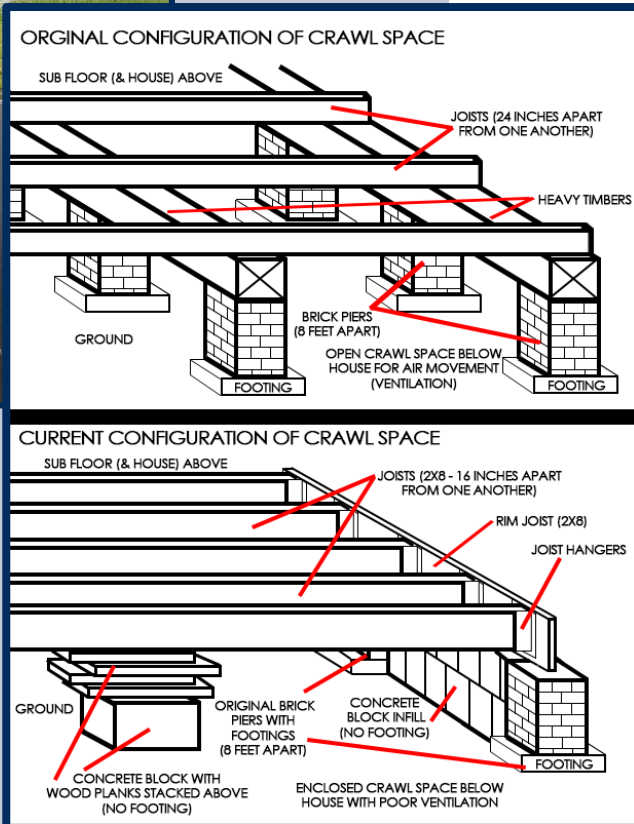 ORGINAL CONFIGURATION OF CRAWL SPACE
SUB FLOOR (& HOUSE) ABOVE
JOISTS (24 INCHES APART
FROM ONE ANOTHER)
HEAVY TIMBERS
BRICK PIERS
(8 FEET APART)
GROUND
OPEN CRAWL SPACE BELOW
HOUSE FOR AIR MOVEMENT
(VENTILATION)
FOOTING
FOOTING
CURRENT CONFIGURATION OF CRAWL SPACE
SUB FLOOR (& HOUSE) ABOVE
JOISTS (2X8 - 16 INCHES APART
FROM ONE ANOTHER)
RIM JOIST (2X8)
JOIST HANGERS
GROUND
ORIGINAL BRICK
PIERS WITH
FOOTINGS
(8 FEET APART)
CONCRETE
BLOCK INFILL
(NO FOOTING)
FOOTING
CONCRETE BLOCK WITH
WOOD PLANKS STACKED ABOVE
(NO FOOTING)
ENCLOSED CRAWL SPACE BELOW
HOUSE WITH POOR VENTILATION